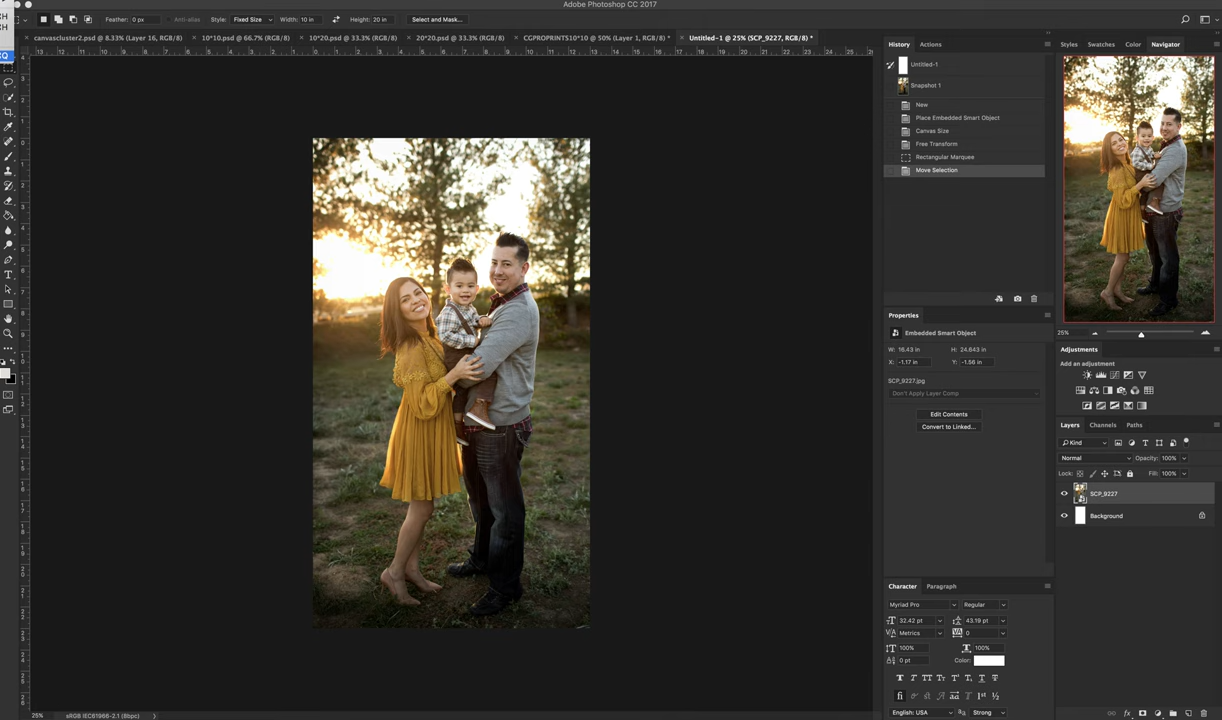 Adobe Photoshop CC 2017
Feather: 0 px
Anti-alias
Style: Fixed Size
Width: 10 in
Height: 20 in
Select and Mask...
canvascluster2.psd @ 8.33% (Layer 16, RGB/8)
10*10.psd @ 66.7% (RGB/8)
10*20.psd @ 33.3% (RGB/8)
20*20.psd @ 33.3% (RGB/8)
CGPROPRINTS10*10 @ 50% (Layer 1, RGB/8) *
Untitled-1 @ 25% (SCP_9227, RGB/8) *
History Actions
Untitled-1
Snapshot 1
New
Place Embedded Smart Object
Canvas Size
Free Transform
Rectangular Marquee
Move Selection
Properties
Embedded Smart Object
W: 16.43 in H: 24.643 in
X: -1.17 in Y: -1.56 in
SCP_9227.jpg
Don't Apply Layer Comp
Edit Contents
Convert to Linked...
Character Paragraph
Myriad Pro Regular
32.42 pt 43.19 pt
Metrics 0
100% 100%
0 pt Color:
English: USA Strong
Styles Swatches Color Navigator
25%
Adjustments
Add an adjustment
Layers Channels Paths
Kind
Normal Opacity: 100%
Lock: Fill: 100%
SCP_9227
Background
25% sRGB IEC61966-2.1 (8bpc)